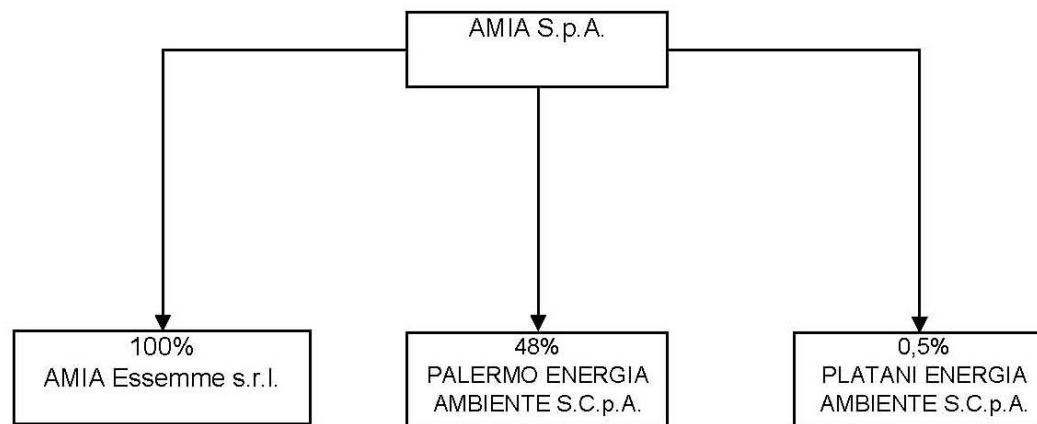 AMIA S.p.A.
100%
AMIA Essemme s.r.l.
48%
PALERMO ENERGIA
AMBIENTE S.C.p.A.
0,5%
PLATANI ENERGIA
AMBIENTE S.C.p.A.